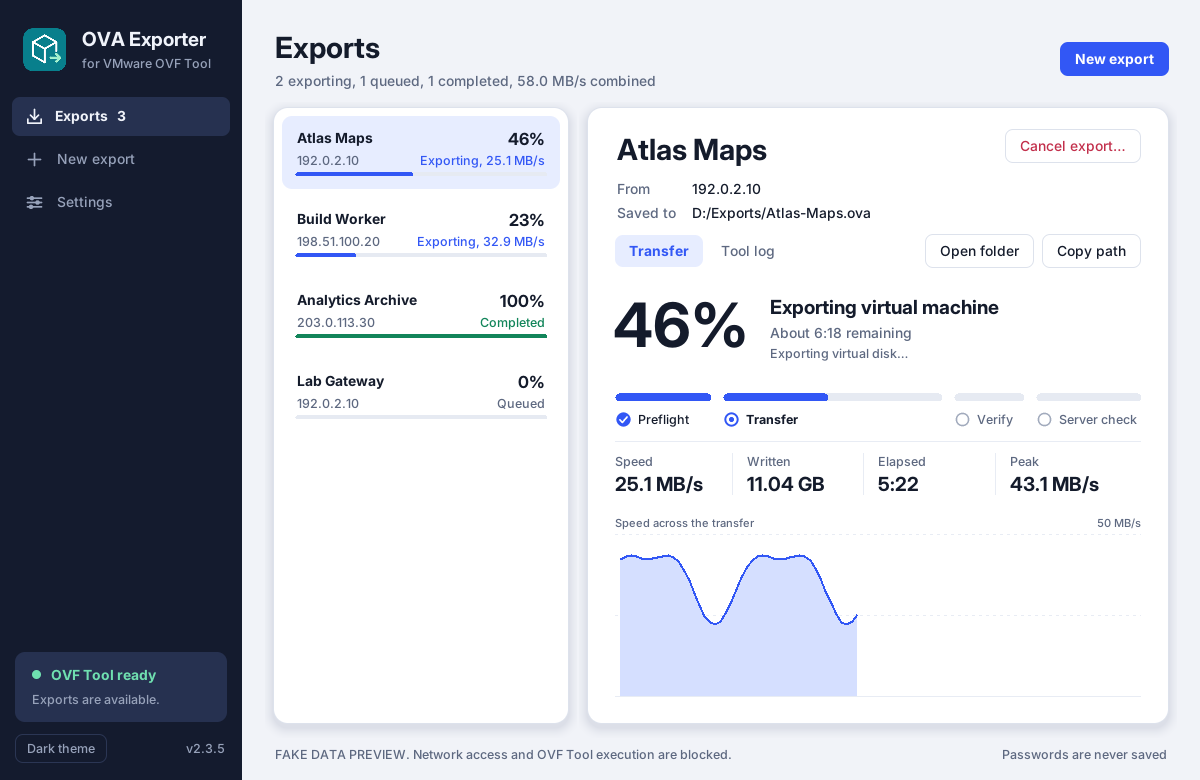 OVA Exporter
for VMware OVF Tool
Exports 3
New export
Settings
OVF Tool ready
Exports are available.
Dark theme v2.3.5
Exports
2 exporting, 1 queued, 1 completed, 58.0 MB/s combined
New export
Atlas Maps 46%
192.0.2.10 Exporting, 25.1 MB/s
Build Worker 23%
198.51.100.20 Exporting, 32.9 MB/s
Analytics Archive 100%
203.0.113.30 Completed
Lab Gateway 0%
192.0.2.10 Queued
Atlas Maps
Cancel export...
From 192.0.2.10
Saved to D:/Exports/Atlas-Maps.ova
Transfer Tool log Open folder Copy path
46%
Exporting virtual machine
About 6:18 remaining
Exporting virtual disk...
Preflight Transfer Verify Server check
Speed Written Elapsed Peak
25.1 MB/s 11.04 GB 5:22 43.1 MB/s
Speed across the transfer 50 MB/s
FAKE DATA PREVIEW. Network access and OVF Tool execution are blocked.
Passwords are never saved